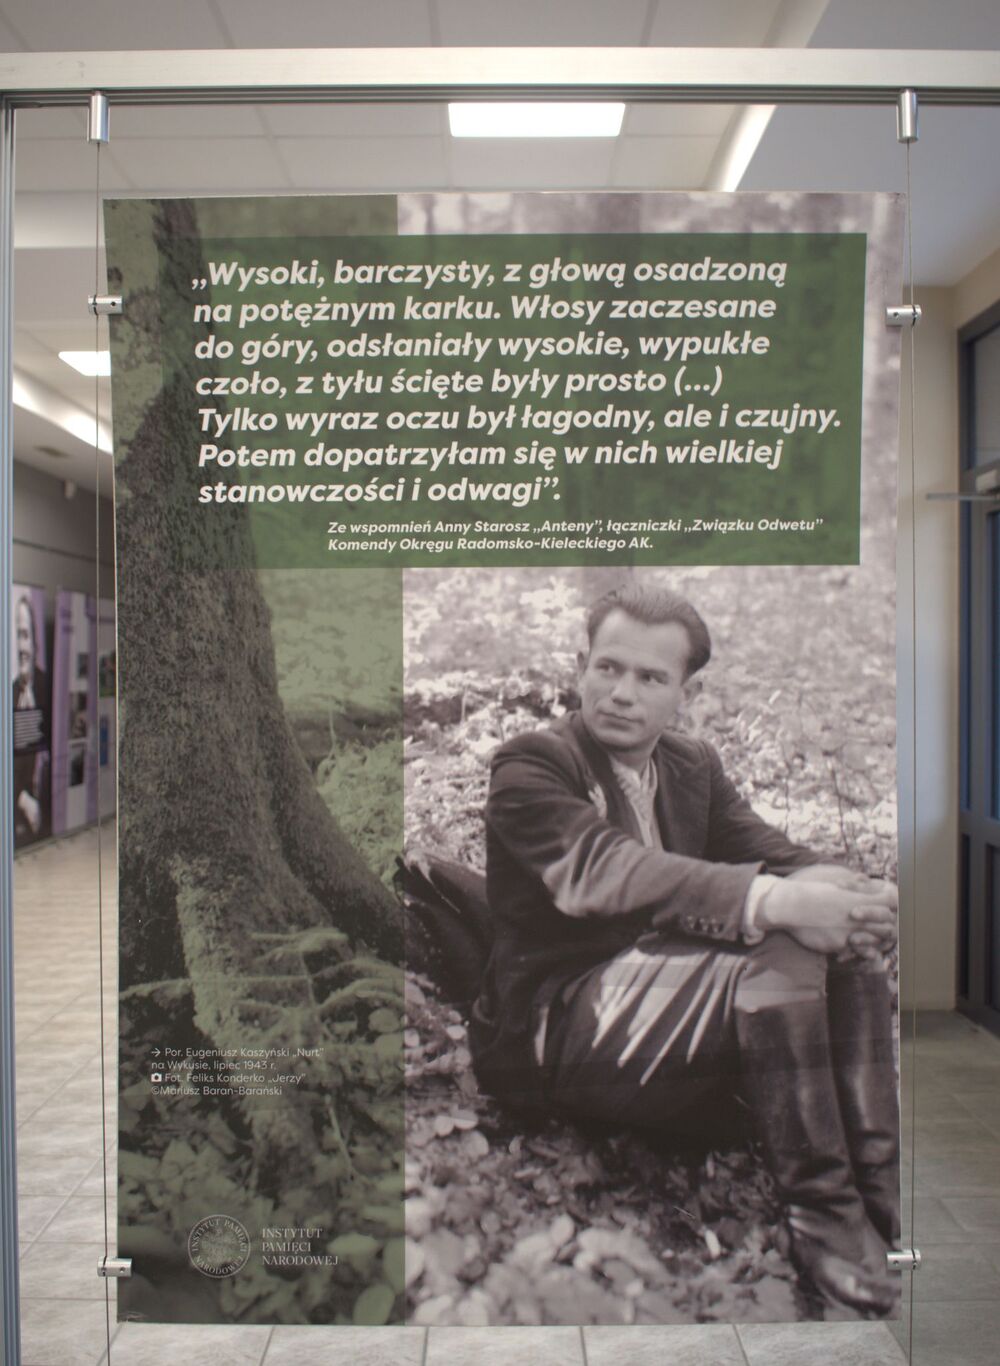 „Wysoki, barczysty, z głową osadzoną
na potężnym karku. Włosy zaczesane
do góry, odsłaniały wysokie, wypukłe
czoło, z tyłu ścięte były prosto (...)
Tylko wyraz oczu był łagodny, ale i czujny.
Potem dopatrzyłam się w nich wielkiej
stanowczości i odwagi”.
Ze wspomnień Anny Starosz „Anteny”, łączniczki „Związku Odwetu”
Komendy Okręgu Radomsko-Kieleckiego AK.
→ Por. Eugeniusz Kaszyński „Nurt”
na Wykusie, lipiec 1943 r.
Fot. Feliks Konderko „Jerzy”
©Mariusz Baran-Barański
INSTYTUT PAMIĘCI NARODOWEJ
INSTYTUT
PAMIĘCI
NARODOWEJ